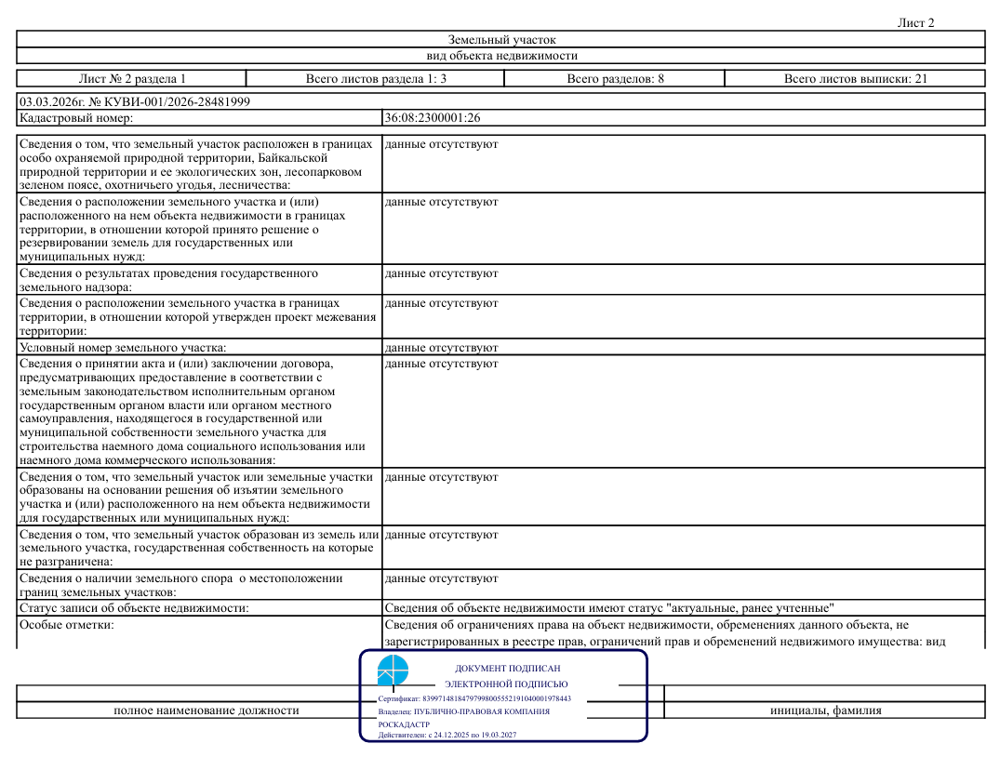 Лист 2
Земельный участок
вид объекта недвижимости
Лист № 2 раздела 1
Всего листов раздела 1: 3
Всего разделов: 8
Всего листов выписки: 21
03.03.2026г. № КУВИ-001/2026-28481999
Кадастровый номер:
36:08:2300001:26
Сведения о том, что земельный участок расположен в границах
особо охраняемой природной территории, Байкальской
природной территории и ее экологических зон, лесопарковом
зеленом поясе, охотничьего угодья, лесничества:
данные отсутствуют
Сведения о расположении земельного участка и (или)
расположенного на нем объекта недвижимости в границах
территории, в отношении которой принято решение о
резервировании земель для государственных или
муниципальных нужд:
данные отсутствуют
Сведения о результатах проведения государственного
земельного надзора:
данные отсутствуют
Сведения о расположении земельного участка в границах
территории, в отношении которой утвержден проект межевания
территории:
данные отсутствуют
Условный номер земельного участка:
данные отсутствуют
Сведения о принятии акта и (или) заключении договора,
предусматривающих предоставление в соответствии с
земельным законодательством исполнительным органом
государственным органом власти или органом местного
самоуправления, находящегося в государственной или
муниципальной собственности земельного участка для
строительства наемного дома социального использования или
наемного дома коммерческого использования:
данные отсутствуют
Сведения о том, что земельный участок или земельные участки
образованы на основании решения об изъятии земельного
участка и (или) расположенного на нем объекта недвижимости
для государственных или муниципальных нужд:
данные отсутствуют
Сведения о том, что земельный участок образован из земель или
земельного участка, государственная собственность на которые
не разграничена:
данные отсутствуют
Сведения о наличии земельного спора о местоположении
границ земельных участков:
данные отсутствуют
Статус записи об объекте недвижимости:
Сведения об объекте недвижимости имеют статус "актуальные, ранее учтенные"
Особые отметки:
Сведения об ограничениях права на объект недвижимости, обременениях данного объекта, не
зарегистрированных в реестре прав, ограничений прав и обременений недвижимого имущества: вид
ДОКУМЕНТ ПОДПИСАН
ЭЛЕКТРОННОЙ ПОДПИСЬЮ
Сертификат: 83997148184797998005552191040001978443
Владелец: ПУБЛИЧНО-ПРАВОВАЯ КОМПАНИЯ
РОСКАДАСТР
Действителен: с 24.12.2025 по 19.03.2027
полное наименование должности
инициалы, фамилия